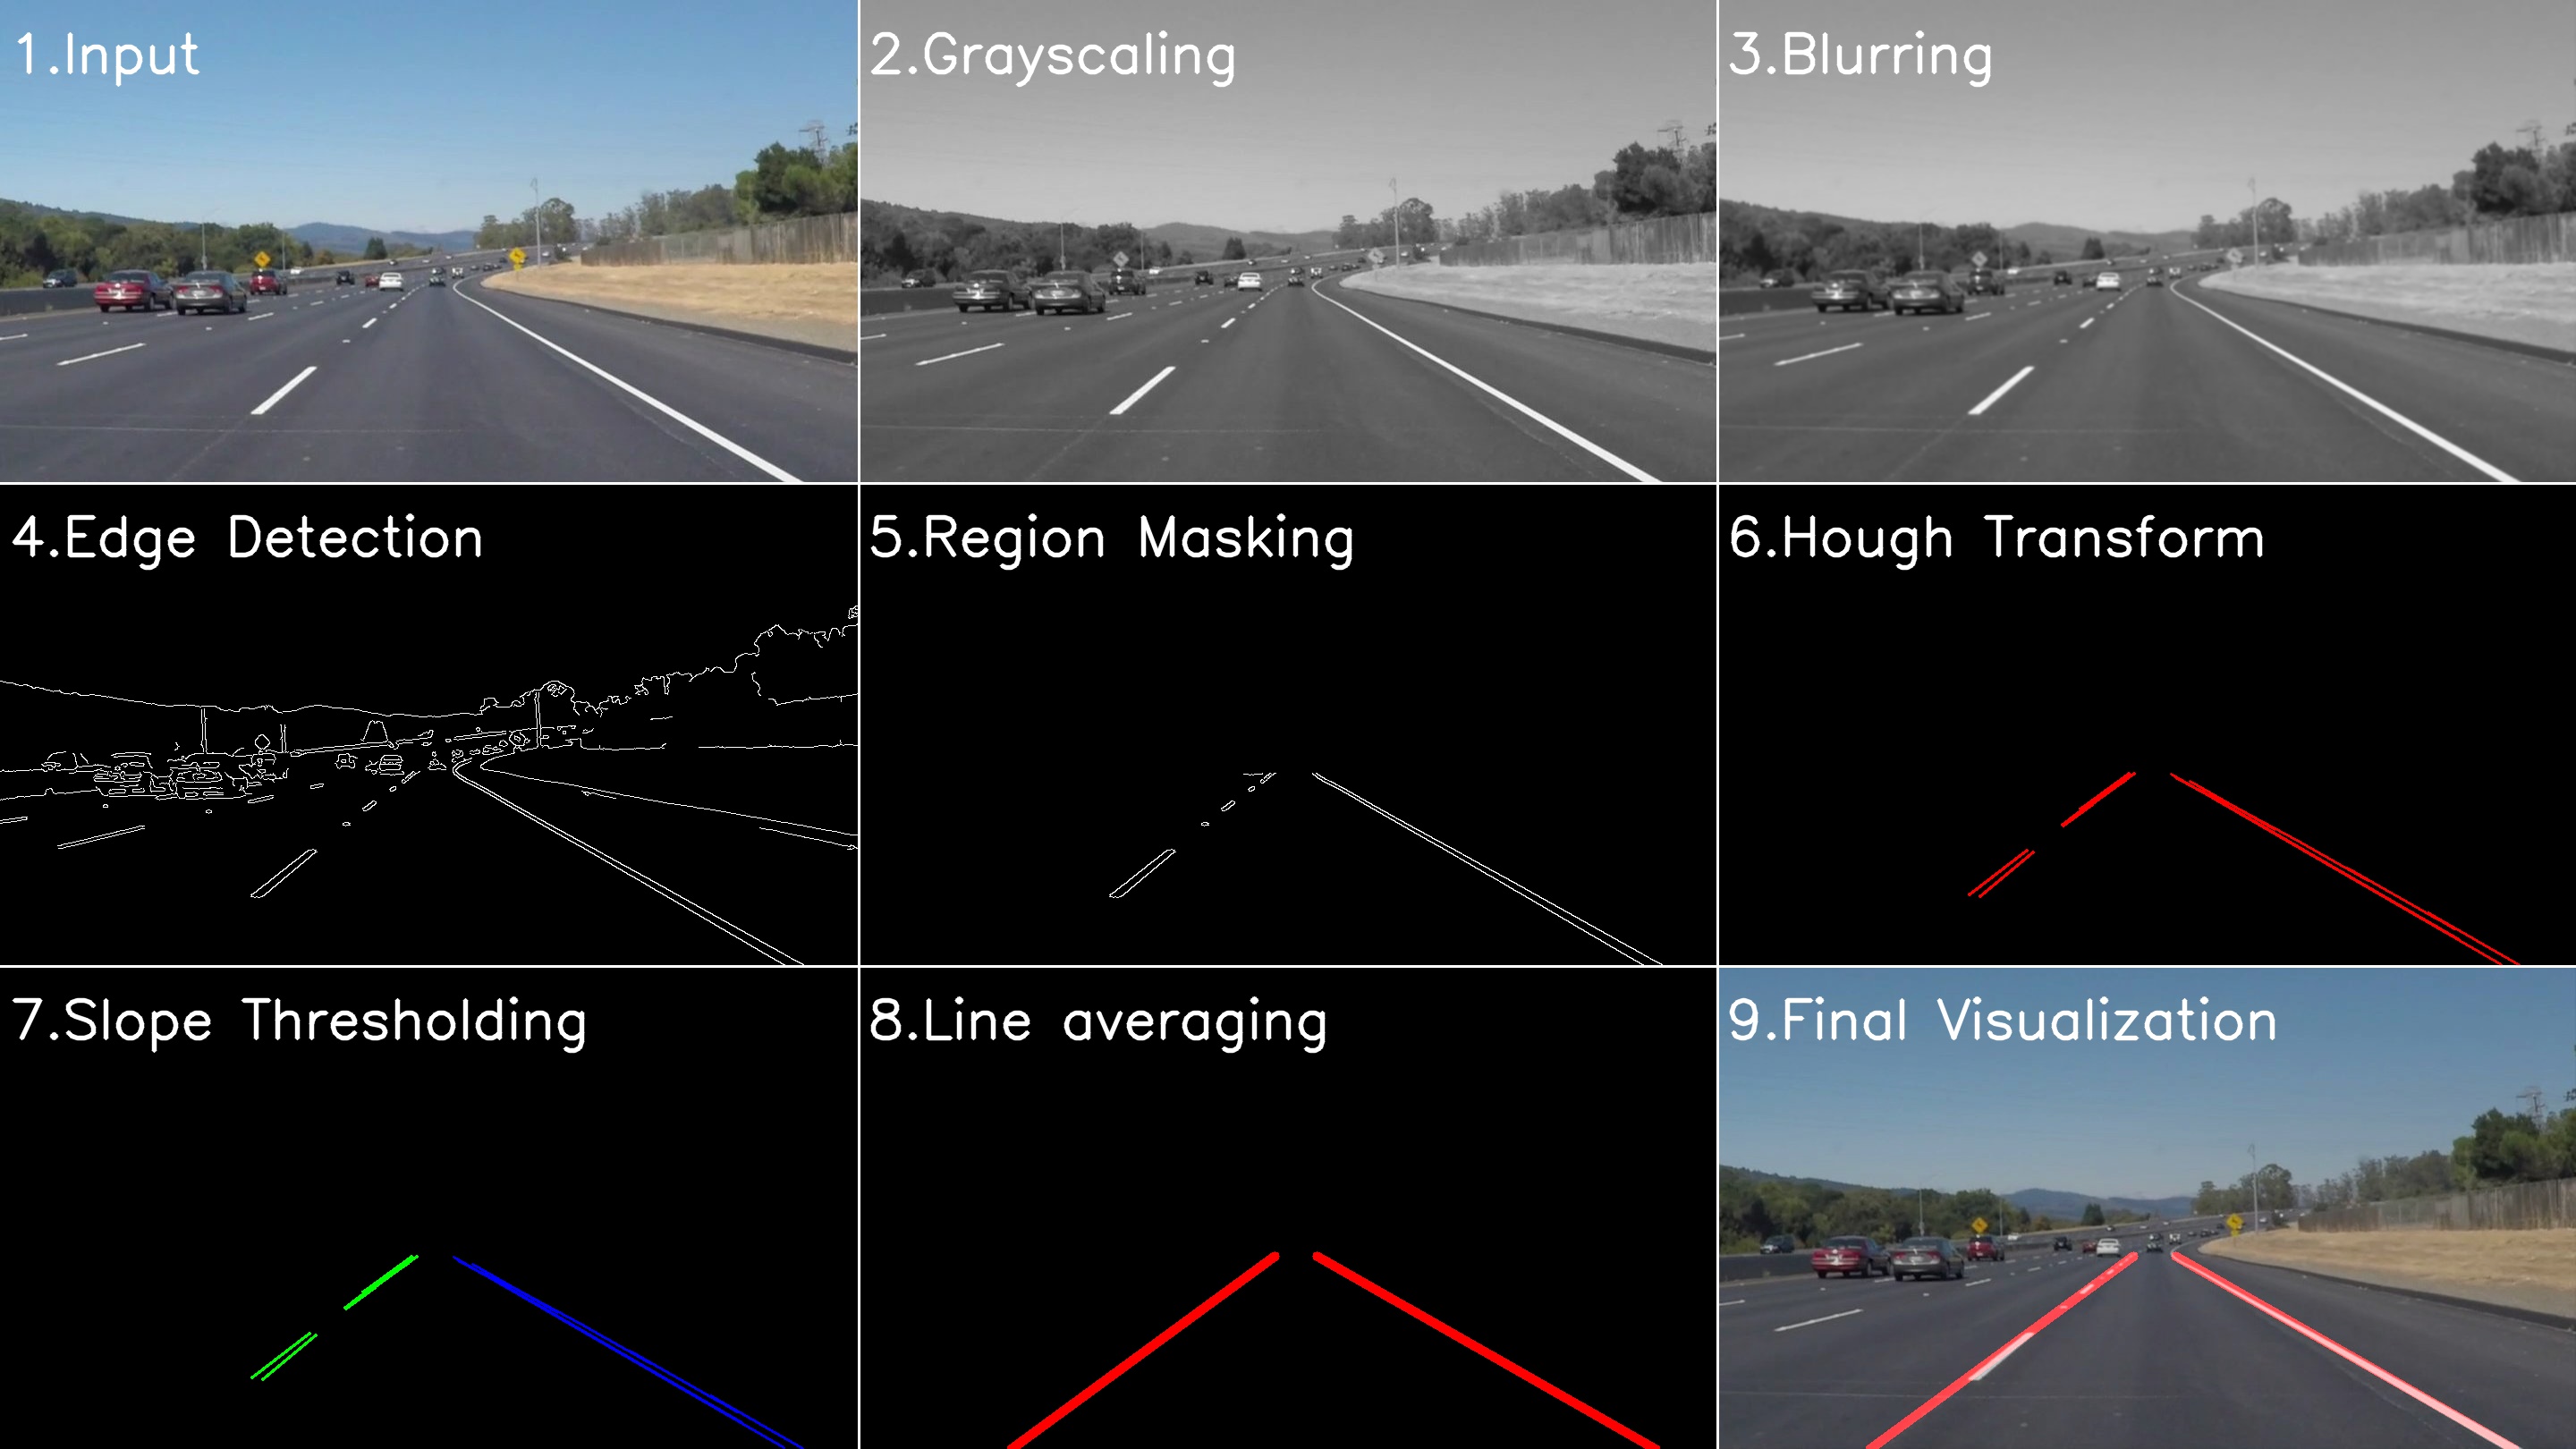 1.Input
2.Grayscaling
3.Blurring
4.Edge Detection
5.Region Masking
6.Hough Transform
7.Slope Thresholding
8.Line averaging
9.Final Visualization